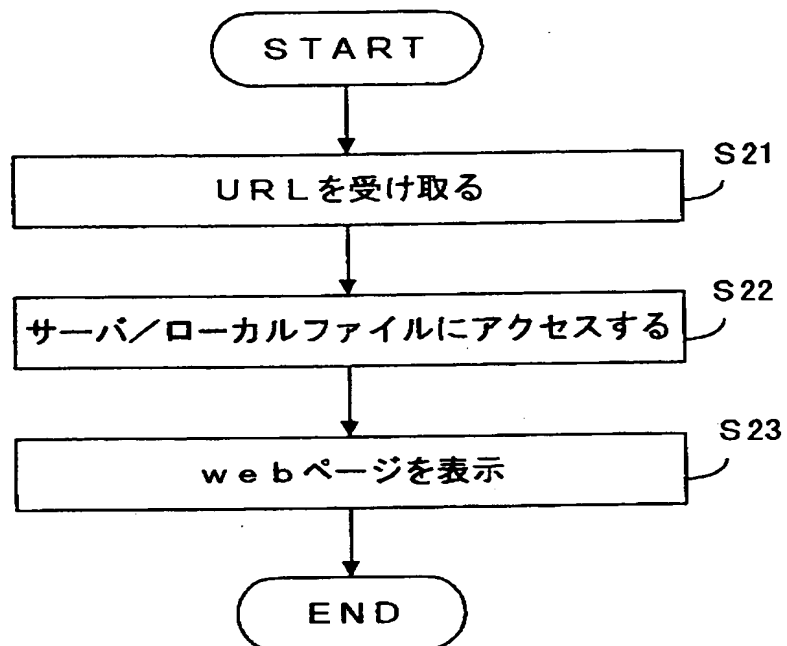 START
URLを受け取る
S21
サーバ／ローカルファイルにアクセスする
S22
webページを表示
S23
END